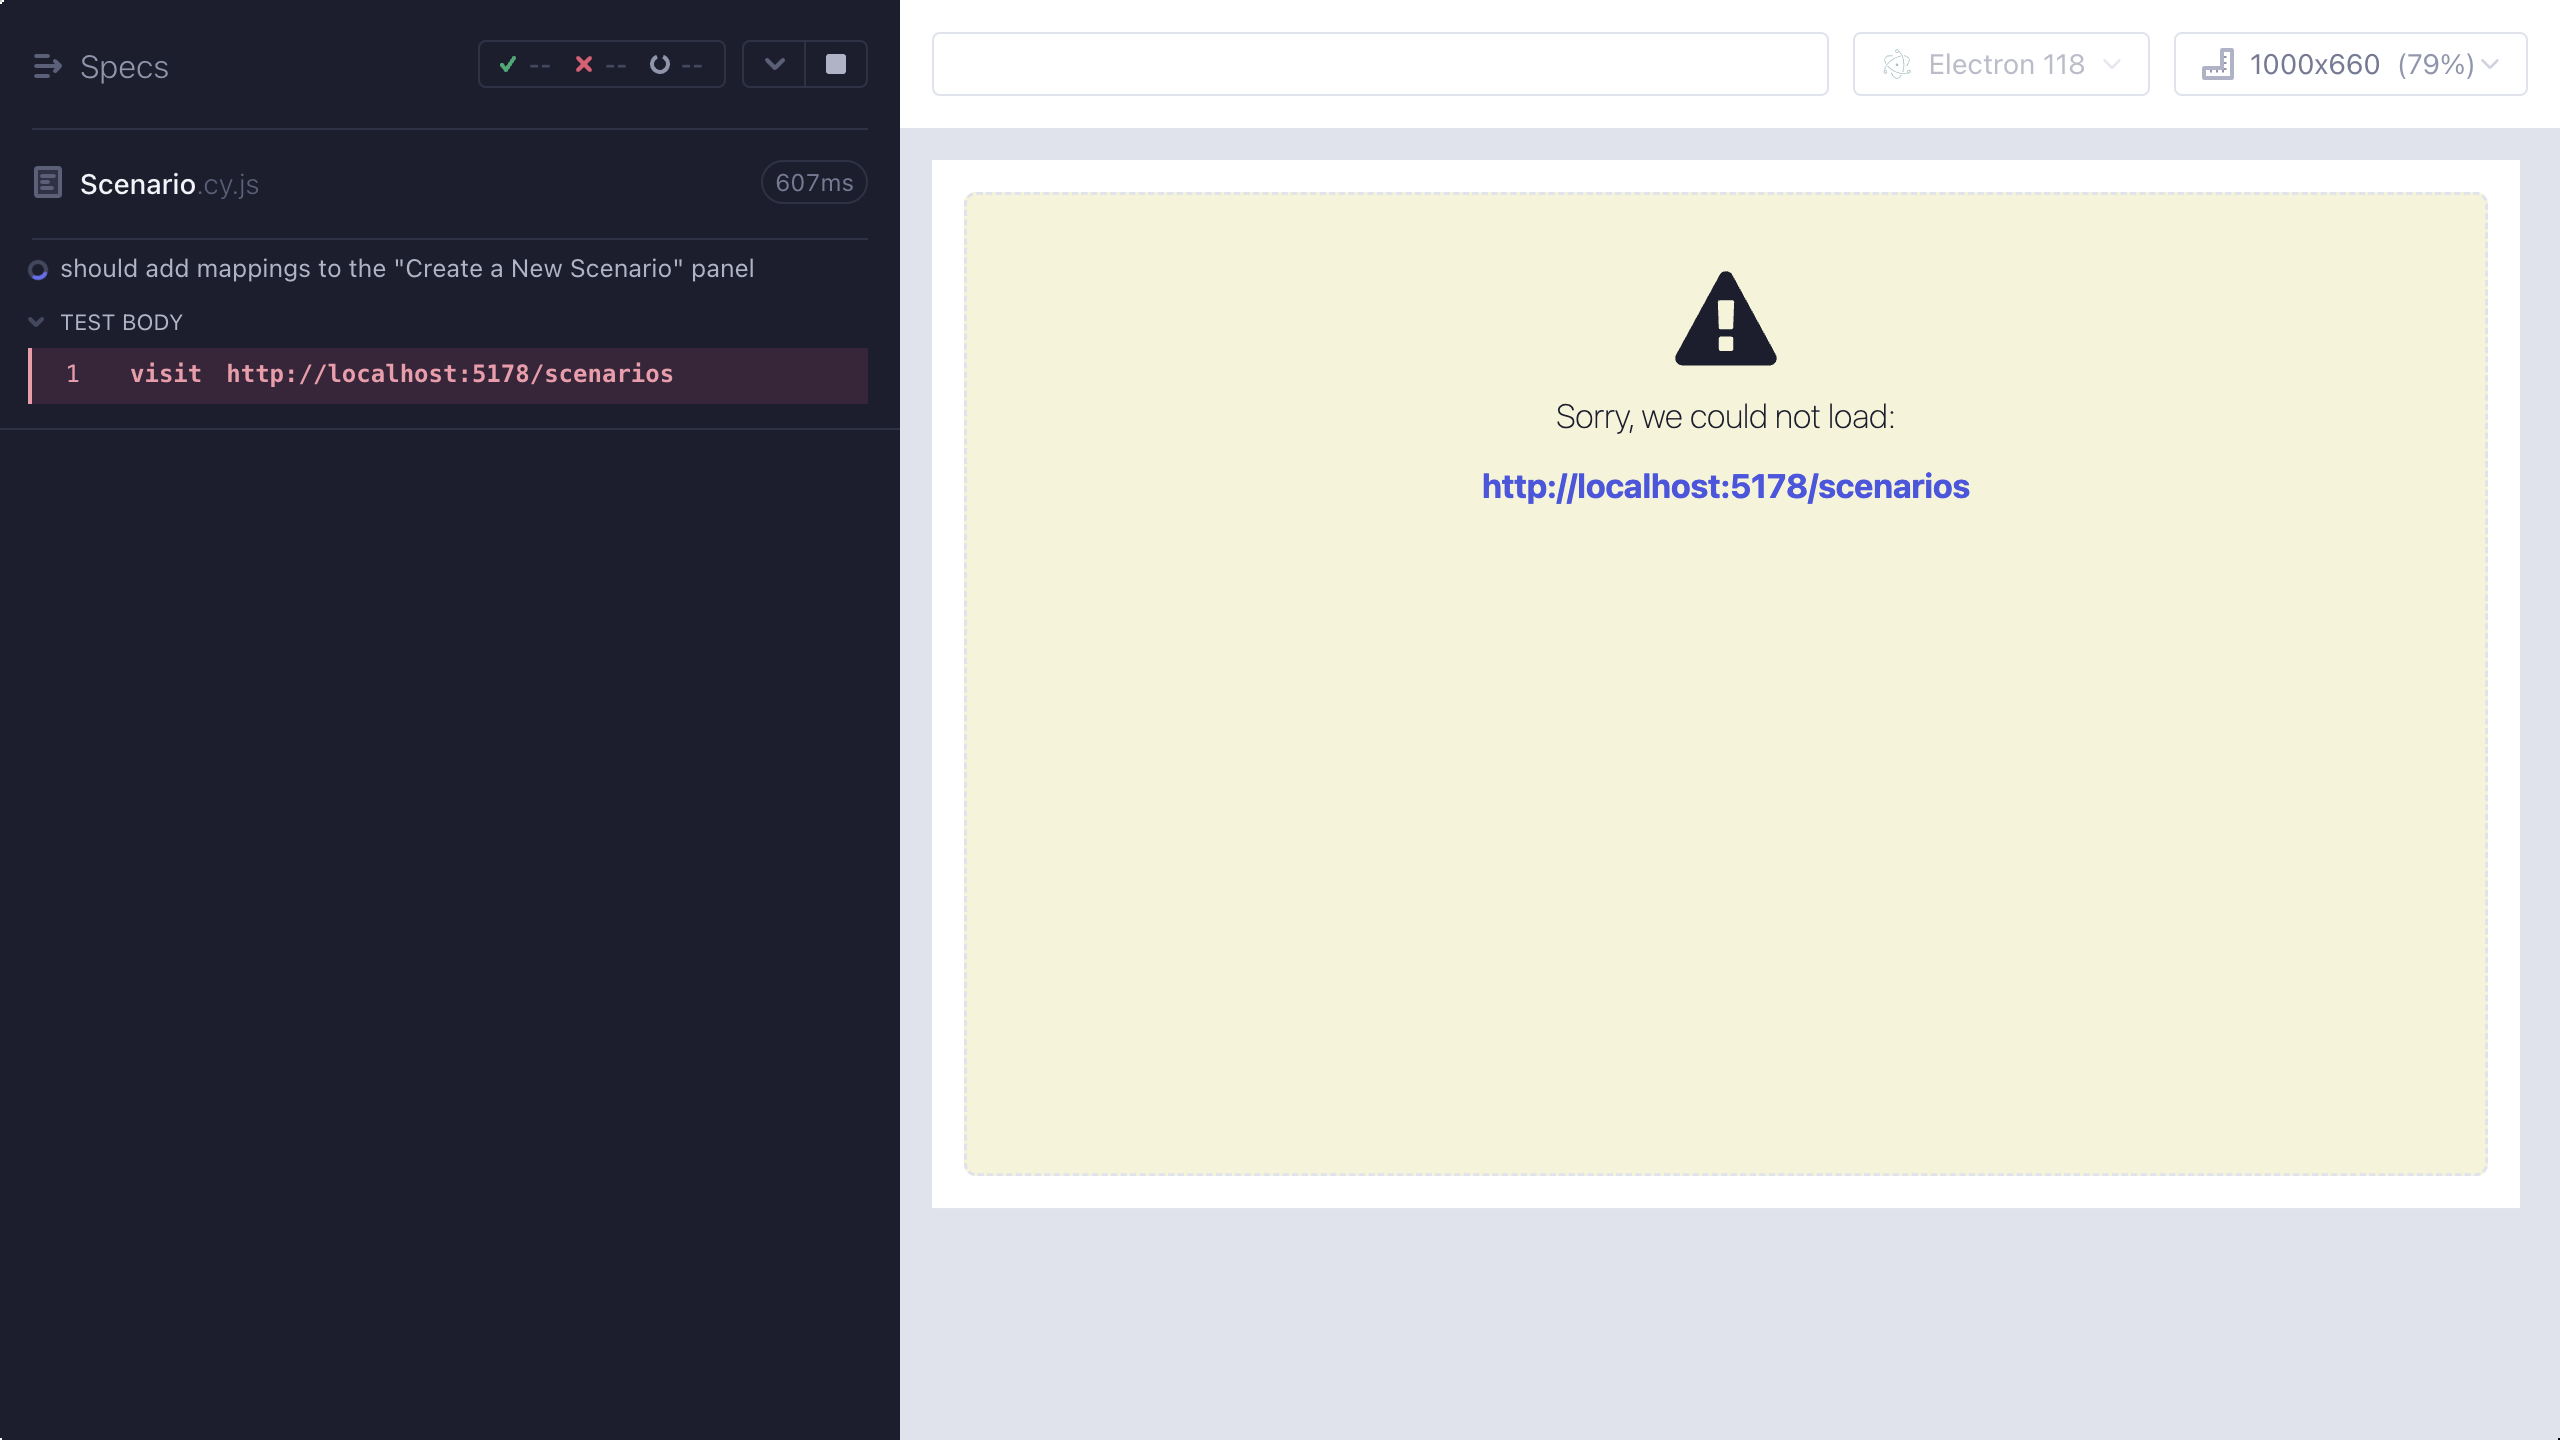 Specs
-- -- --
Scenario.cy.js
607ms
should add mappings to the "Create a New Scenario" panel
TEST BODY
1 visit http://localhost:5178/scenarios
Electron 118
1000x660 (79%)
Sorry, we could not load:
http://localhost:5178/scenarios